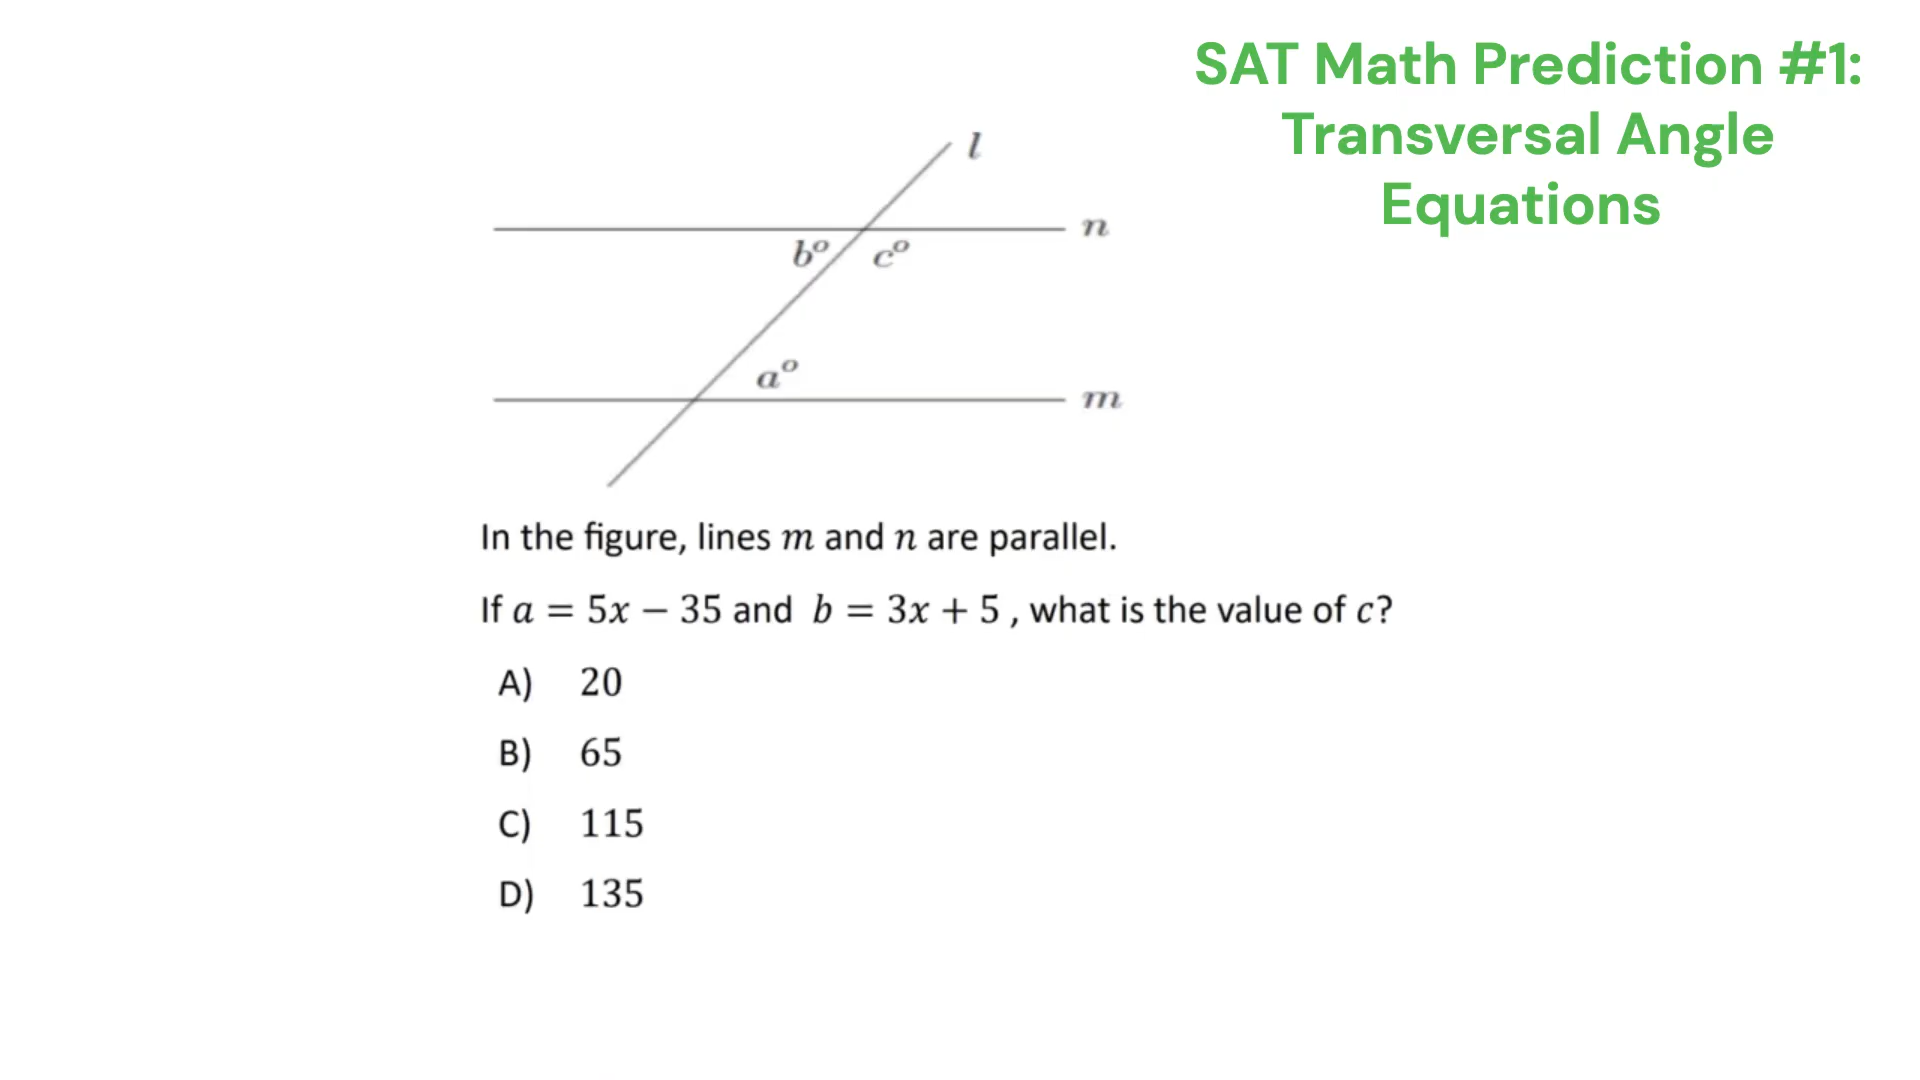 SAT Math Prediction #1:
Transversal Angle
Equations
l
n
b° c°
a°
m
In the figure, lines m and n are parallel.
If a = 5x − 35 and b = 3x + 5 , what is the value of c?
A) 20
B) 65
C) 115
D) 135